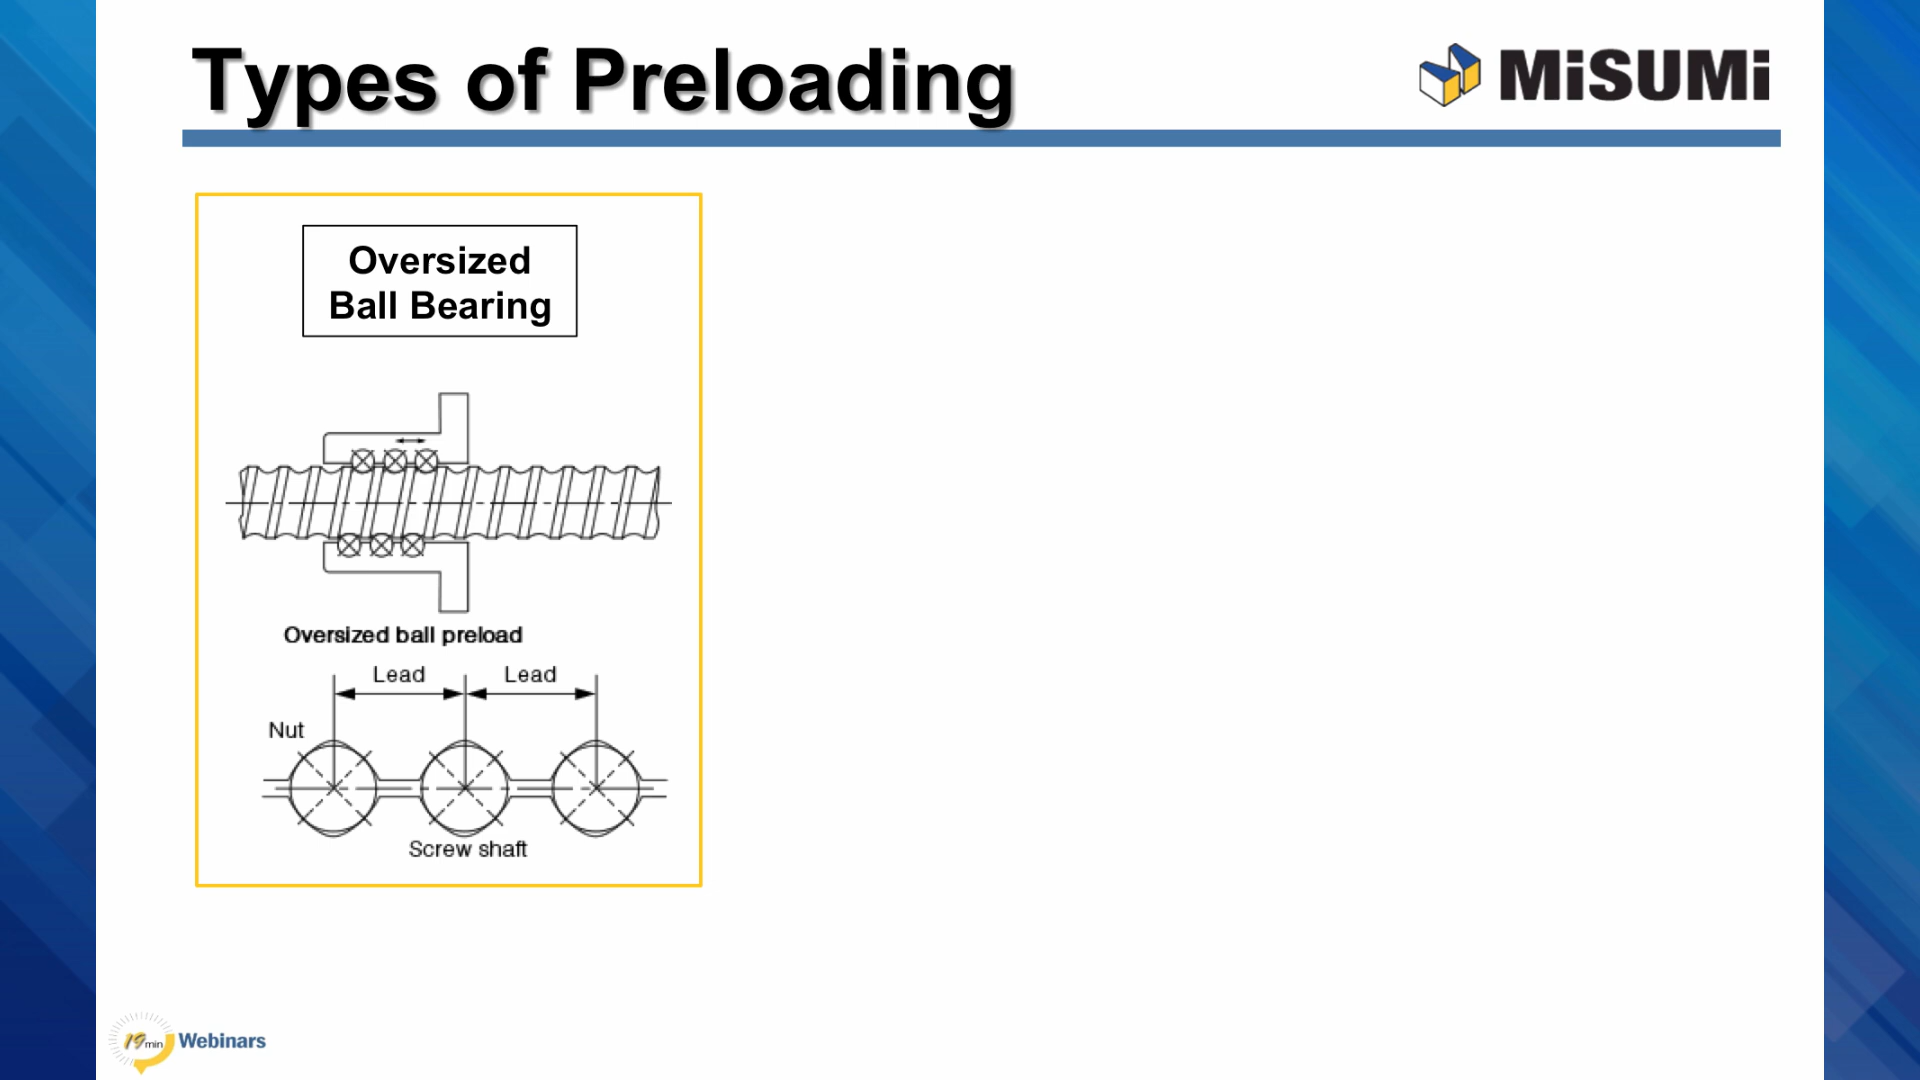 Types of Preloading
MiSUMi
Oversized
Ball Bearing
Oversized ball preload
Lead Lead
Nut
Screw shaft
19min Webinars